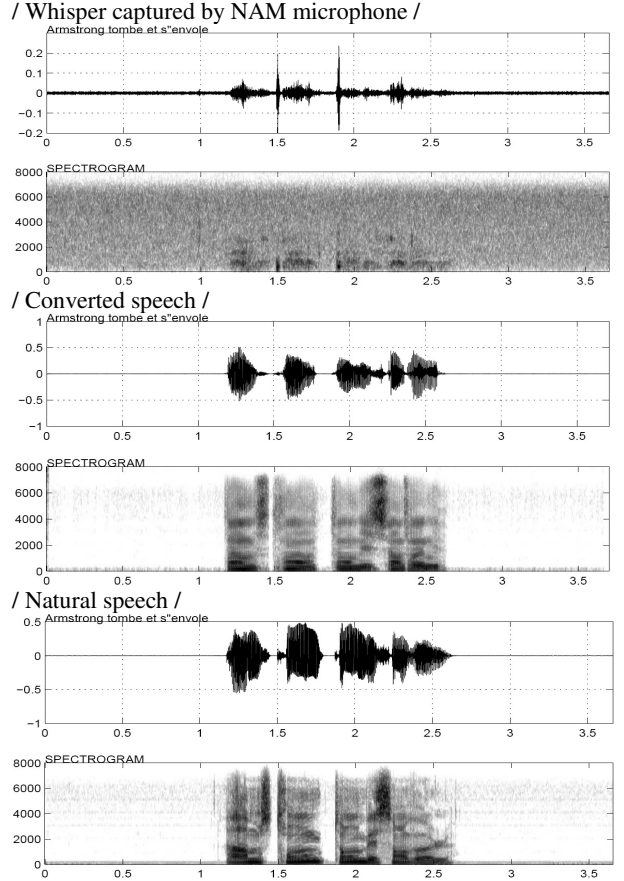 / Whisper captured by NAM microphone /
Armstrong tombe et s"envole
0.2
0.1
0
−0.1
−0.2
0 0.5 1 1.5 2 2.5 3 3.5
SPECTROGRAM
8000
6000
4000
2000
0
0 0.5 1 1.5 2 2.5 3 3.5
/ Converted speech /
Armstrong tombe et s"envole
1
0.5
0
−0.5
−1
0 0.5 1 1.5 2 2.5 3 3.5
SPECTROGRAM
8000
6000
4000
2000
0
0 0.5 1 1.5 2 2.5 3 3.5
/ Natural speech /
Armstrong tombe et s"envole
0.5
0
−0.5
−1
0 0.5 1 1.5 2 2.5 3 3.5
SPECTROGRAM
8000
6000
4000
2000
0
0 0.5 1 1.5 2 2.5 3 3.5